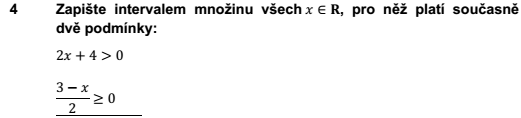 4 Zapište intervalem množinu všech x ∈ R, pro něž platí současně
dvě podmínky:
2x + 4 > 0
3 − x
2
≥ 0